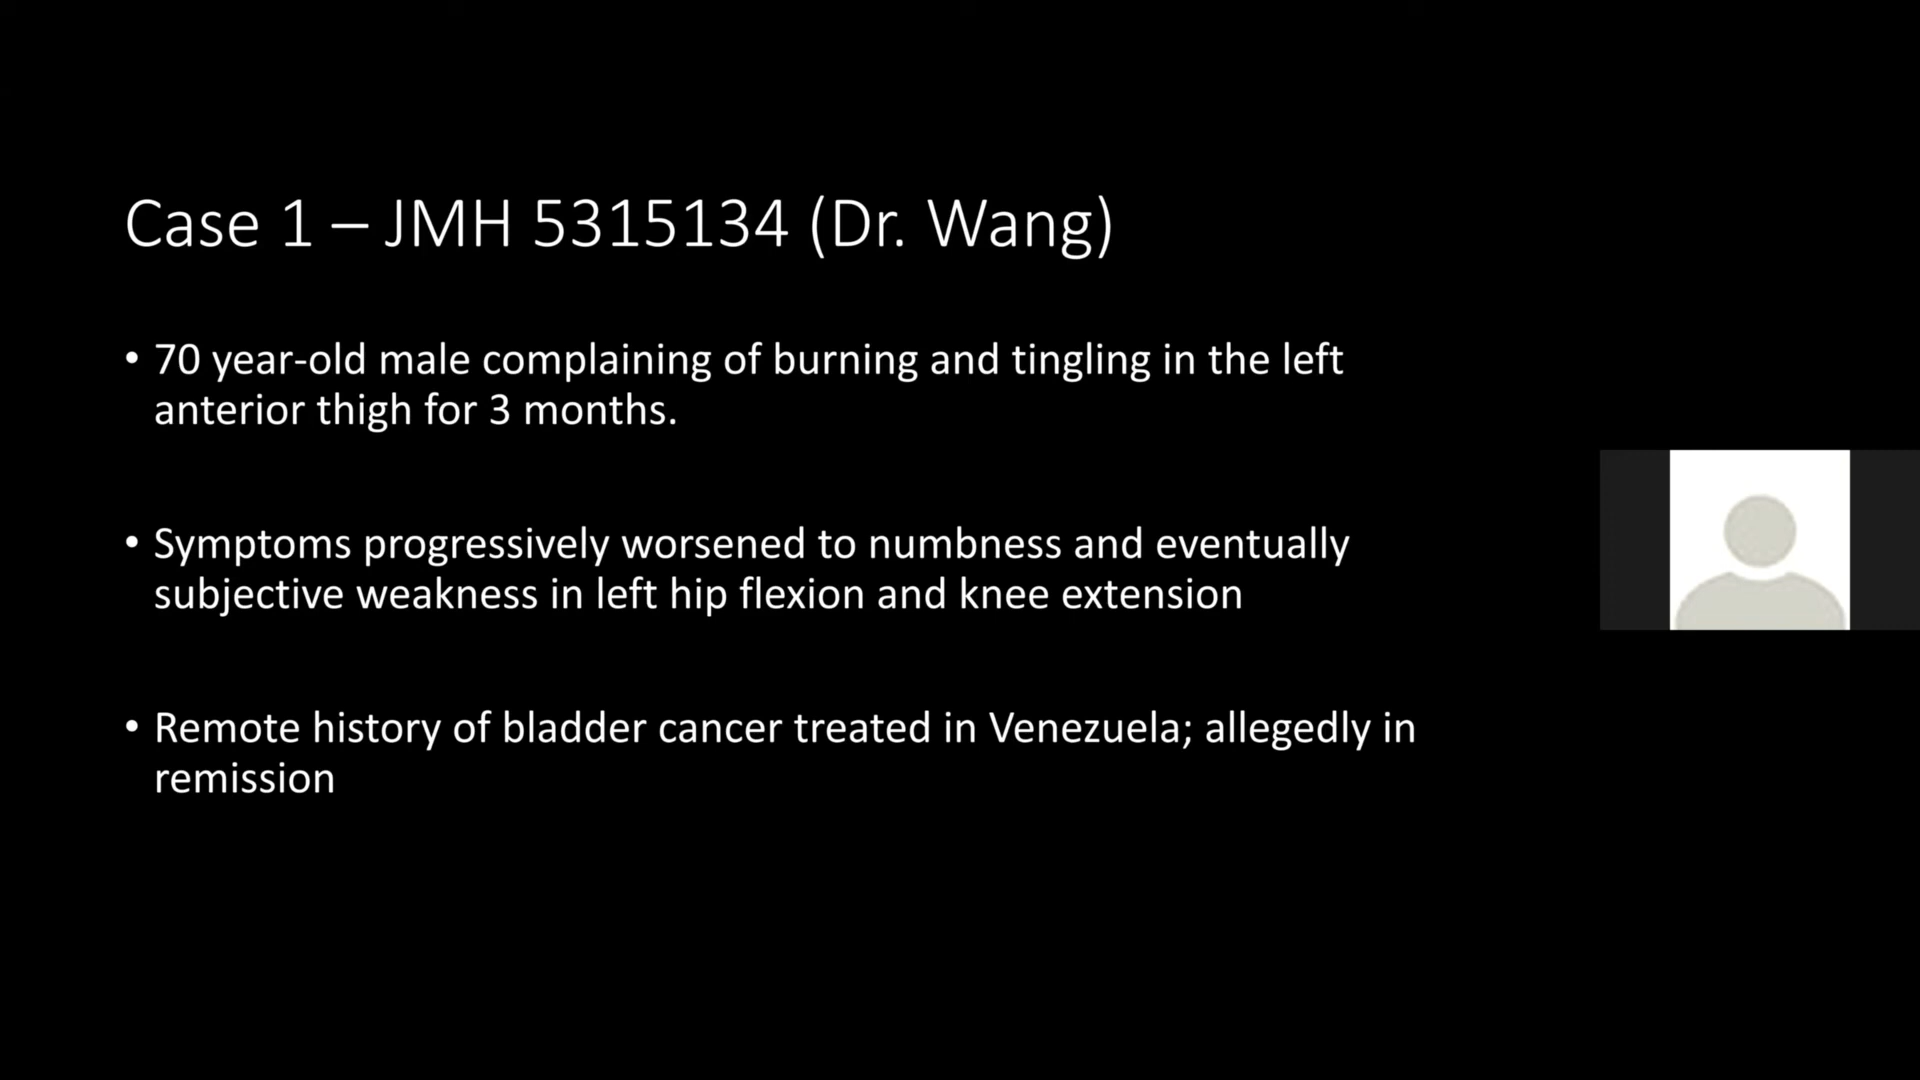 Case 1 – JMH 5315134 (Dr. Wang)
• 70 year-old male complaining of burning and tingling in the left
anterior thigh for 3 months.
• Symptoms progressively worsened to numbness and eventually
subjective weakness in left hip flexion and knee extension
• Remote history of bladder cancer treated in Venezuela; allegedly in
remission